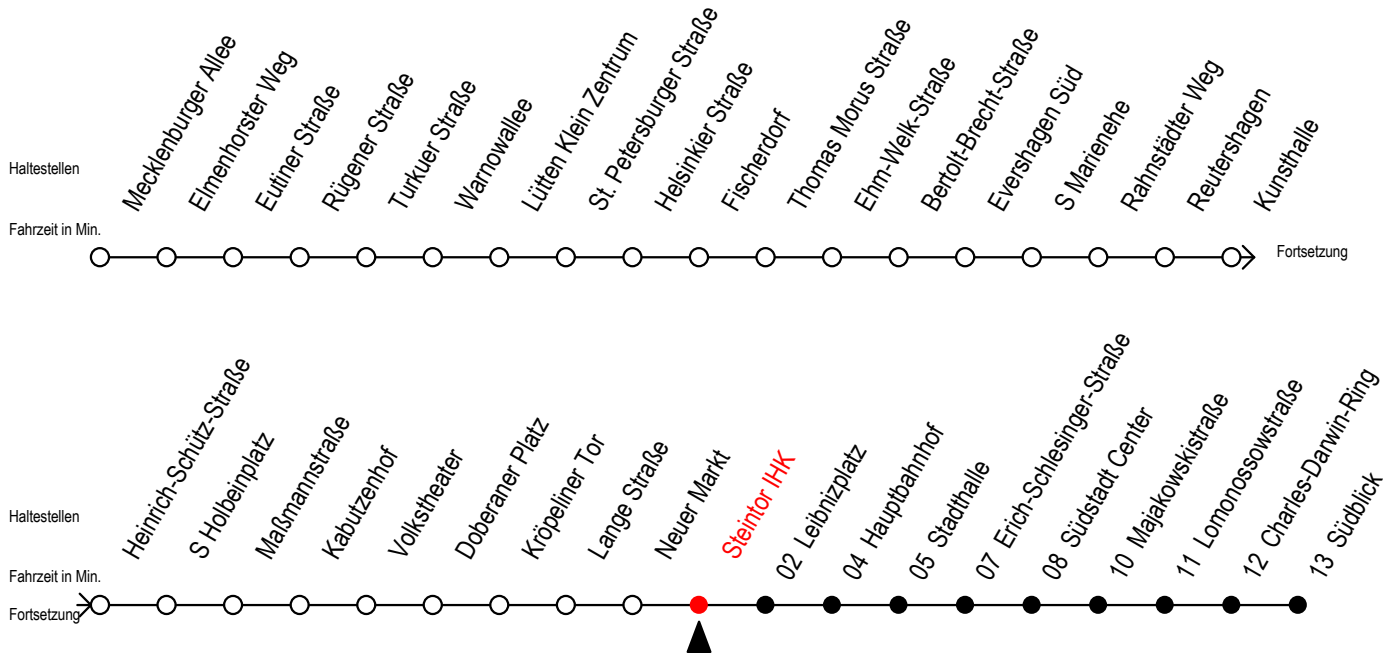 Haltestellen
Mecklenburger Allee
Elmenhorster Weg
Eutiner Straße
Rügener Straße
Turkuer Straße
Warnowallee
Lütten Klein Zentrum
St. Petersburger Straße
Helsinkier Straße
Fischerdorf
Thomas Morus Straße
Ehm-Welk-Straße
Bertolt-Brecht-Straße
Evershagen Süd
S Marienehe
Rahnstädter Weg
Reutershagen
Kunsthalle
Fahrzeit in Min.
Fortsetzung
Haltestellen
Heinrich-Schütz-Straße
S Holbeinplatz
Maßmannstraße
Kabutzenhof
Volkstheater
Doberaner Platz
Kröpeliner Tor
Lange Straße
Neuer Markt
Steintor IHK
02 Leibnizplatz
04 Hauptbahnhof
05 Stadthalle
07 Erich-Schlesinger-Straße
08 Südstadt Center
10 Majakowskistraße
11 Lomonossowstraße
12 Charles-Darwin-Ring
13 Südblick
Fahrzeit in Min.
Fortsetzung